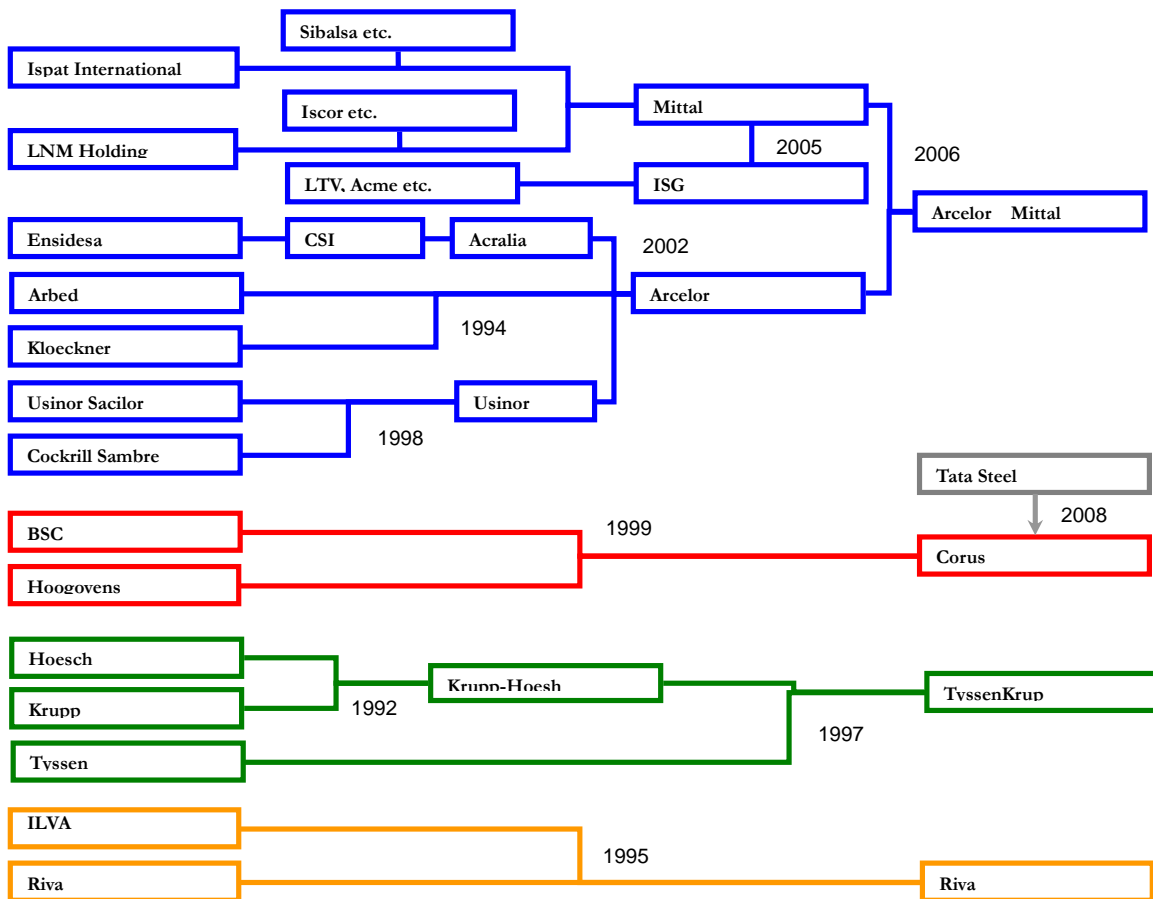 Sibalsa etc.
Ispat International
Iscor etc.
Mittal
LNM Holding
2005
2006
LTV, Acme etc.
ISG
Arcelor Mittal
Ensidesa
CSI
Acralia
2002
Arbed
Arcelor
1994
Kloeckner
Usinor Sacilor
Usinor
1998
Cockrill Sambre
Tata Steel
2008
BSC
1999
Corus
Hoogovens
Hoesch
Krupp-Hoesh
Krupp
1992
TyssenKrup
1997
Tyssen
ILVA
1995
Riva
Riva